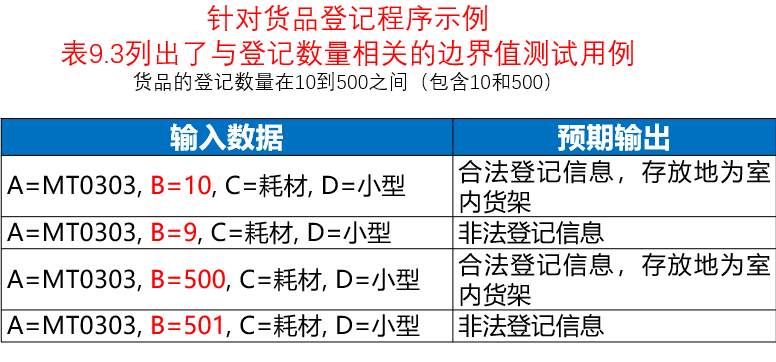 针对货品登记程序示例
表9.3列出了与登记数量相关的边界值测试用例
货品的登记数量在10到500之间（包含10和500）
输入数据 预期输出
A=MT0303, B=10, C=耗材, D=小型 合法登记信息，存放地为室
内货架
A=MT0303, B=9, C=耗材, D=小型 非法登记信息
A=MT0303, B=500, C=耗材, D=小型 合法登记信息，存放地为室
内货架
A=MT0303, B=501, C=耗材, D=小型 非法登记信息